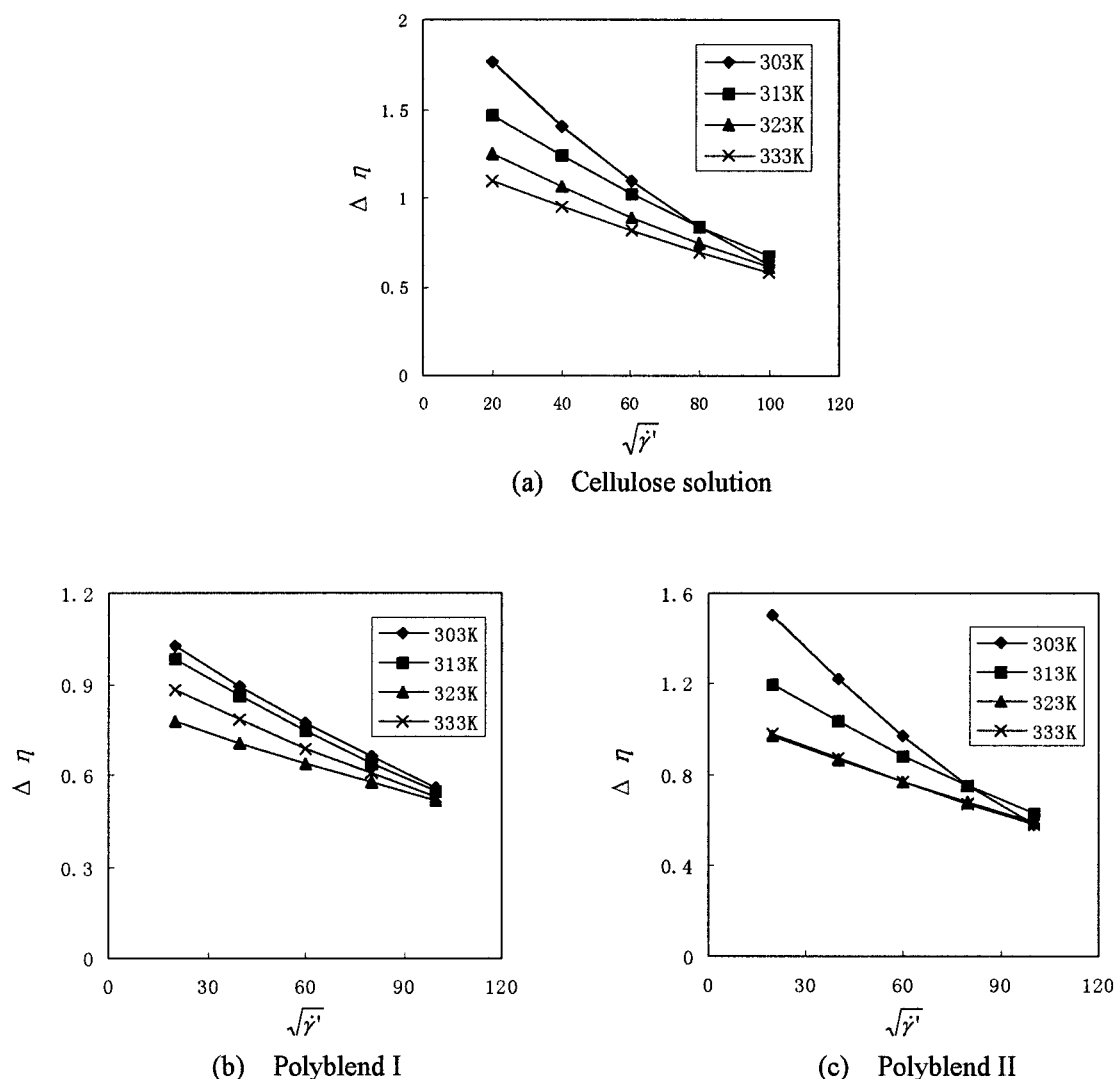 2
1.5
1
0.5
0
Δ η
0 20 40 60 80 100 120
√γ̇'
303K
313K
323K
333K
(a) Cellulose solution
1.2
0.9
0.6
0.3
0
Δ η
0 30 60 90 120
√γ̇'
303K
313K
323K
333K
(b) Polyblend I
1.6
1.2
0.8
0.4
0
Δ η
0 30 60 90 120
√γ̇'
303K
313K
323K
333K
(c) Polyblend II